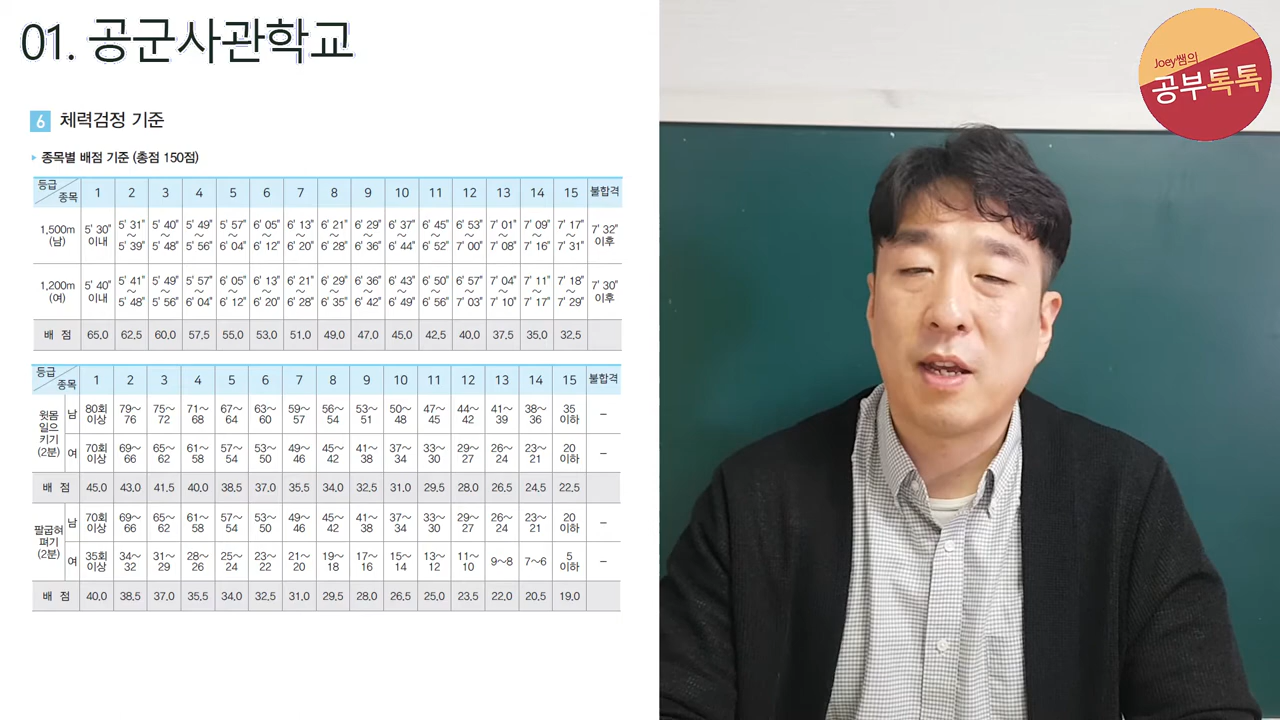 01. 공군사관학교
Joey쌤의
공부톡톡
6 체력검정 기준
▸ 종목별 배점 기준 (총점 150점)
등급 종목 1 2 3 4 5 6 7 8 9 10 11 12 13 14 15 불합격
1,500m (남) 5' 30" 이내 5' 31" ~ 5' 39" 5' 40" ~ 5' 48" 5' 49" ~ 5' 56" 5' 57" ~ 6' 04" 6' 05" ~ 6' 12" 6' 13" ~ 6' 20" 6' 21" ~ 6' 28" 6' 29" ~ 6' 36" 6' 37" ~ 6' 44" 6' 45" ~ 6' 52" 6' 53" ~ 7' 00" 7' 01" ~ 7' 08" 7' 09" ~ 7' 16" 7' 17" ~ 7' 31" 7' 32" 이후
1,200m (여) 5' 40" 이내 5' 41" ~ 5' 48" 5' 49" ~ 5' 56" 5' 57" ~ 6' 04" 6' 05" ~ 6' 12" 6' 13" ~ 6' 20" 6' 21" ~ 6' 28" 6' 29" ~ 6' 35" 6' 36" ~ 6' 42" 6' 43" ~ 6' 49" 6' 50" ~ 6' 56" 6' 57" ~ 7' 03" 7' 04" ~ 7' 10" 7' 11" ~ 7' 17" 7' 18" ~ 7' 29" 7' 30" 이후
배 점 65.0 62.5 60.0 57.5 55.0 53.0 51.0 49.0 47.0 45.0 42.5 40.0 37.5 35.0 32.5
등급 종목 1 2 3 4 5 6 7 8 9 10 11 12 13 14 15 불합격
윗몸 일으키기 (2분) 남 80회 이상 79~76 75~72 71~68 67~64 63~60 59~57 56~54 53~51 50~48 47~45 44~42 41~39 38~36 35 이하 –
여 70회 이상 69~66 65~62 61~58 57~54 53~50 49~46 45~42 41~38 37~34 33~30 29~27 26~24 23~21 20 이하 –
배 점 45.0 43.0 41.5 40.0 38.5 37.0 35.5 34.0 32.5 31.0 29.5 28.0 26.5 24.5 22.5
팔굽혀 펴기 (2분) 남 70회 이상 69~66 65~62 61~58 57~54 53~50 49~46 45~42 41~38 37~34 33~30 29~27 26~24 23~21 20 이하 –
여 35회 이상 34~32 31~29 28~26 25~24 23~22 21~20 19~18 17~16 15~14 13~12 11~10 9~8 7~6 5 이하 –
배 점 40.0 38.5 37.0 35.5 34.0 32.5 31.0 29.5 28.0 26.5 25.0 23.5 22.0 20.5 19.0